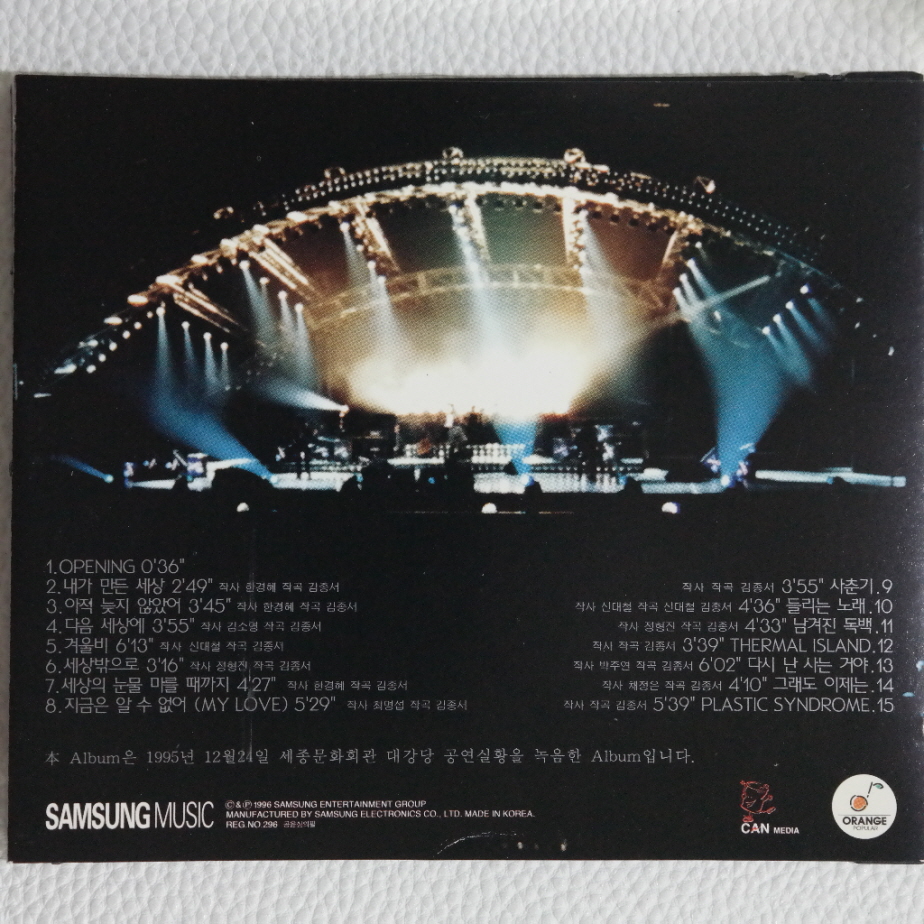 1.OPENING 0'36"
2.내가 만든 세상 2'49" 작사 한경혜 작곡 김종서
3.아적 늦지 않았어 3'45" 작사 한경혜 작곡 김종서
4.다음 세상에 3'55" 작사 김소영 작곡 김종서
5.겨울비 6'13" 작사 신대철 작곡 김종서
6.세상밖으로 3'16" 작사 정형진 작곡 김종서
7.세상의 눈물 마를 때까지 4'27" 작사 한경혜 작곡 김종서
8.지금은 알 수 없어 (MY LOVE) 5'29" 작사 최명섭 작곡 김종서
작사 작곡 김종서 3'55" 사춘기.9
작사 신대철 작곡 신대철 김종서 4'36" 들리는 노래.10
작사 정형진 작곡 김종서 4'33" 남겨진 독백.11
작사 작곡 김종서 3'39" THERMAL ISLAND.12
작사 박주연 작곡 김종서 6'02" 다시 난 사는 거야.13
작사 채정은 작곡 김종서 4'10" 그래도 이제는.14
작사 작곡 김종서 5'39" PLASTIC SYNDROME.15
本 Album은 1995년 12월24일 세종문화회관 대강당 공연실황을 녹음한 Album입니다.
SAMSUNG MUSIC
©&℗1996 SAMSUNG ENTERTAINMENT GROUP
MANUFACTURED BY SAMSUNG ELECTRONICS CO., LTD. MADE IN KOREA.
REG NO.296
CAN MEDIA
ORANGE
POPULAR